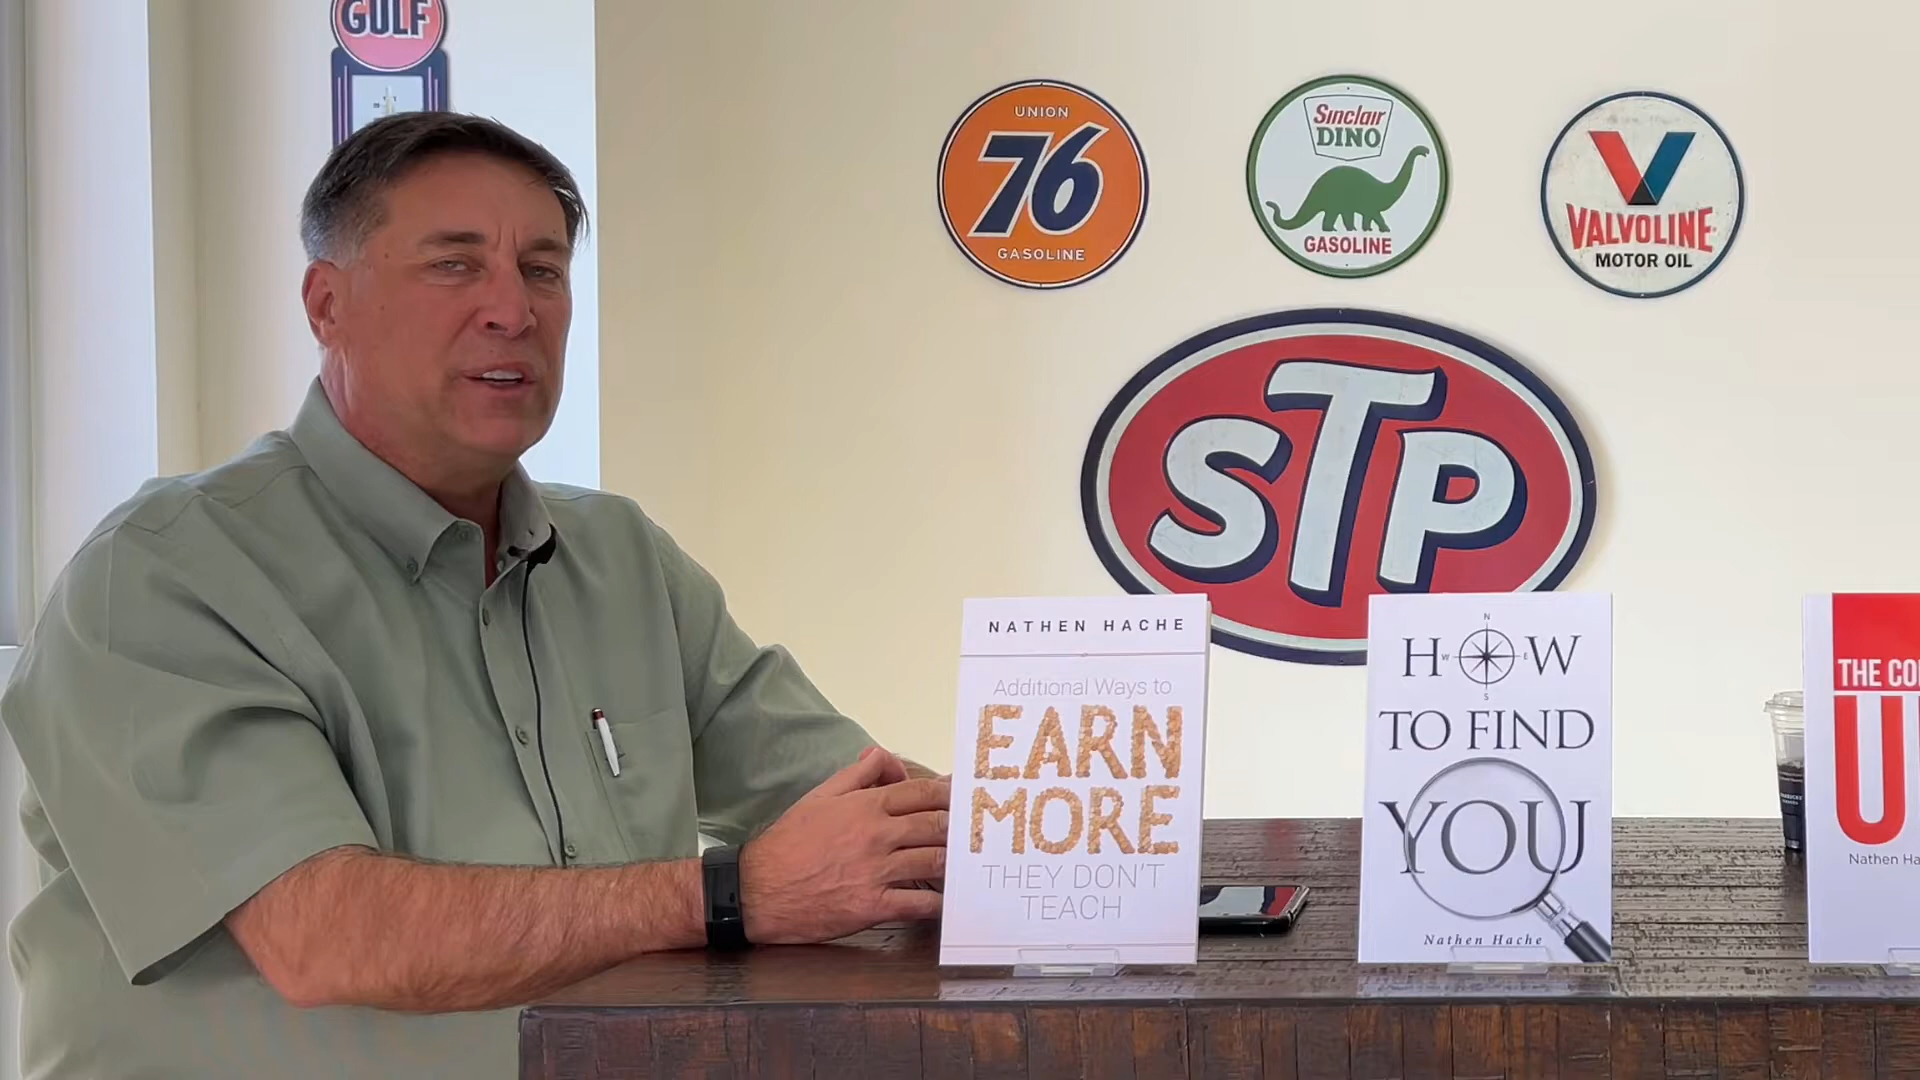 GULF
UNION
76
GASOLINE
Sinclair
DINO
GASOLINE
VALVOLINE
MOTOR OIL
STP
NATHEN HACHE
Additional Ways to
EARN
MORE
THEY DON'T
TEACH
N
W E
S
HOW
TO FIND
YOU
Nathen Hache
THE CO
U
Nathen Ha